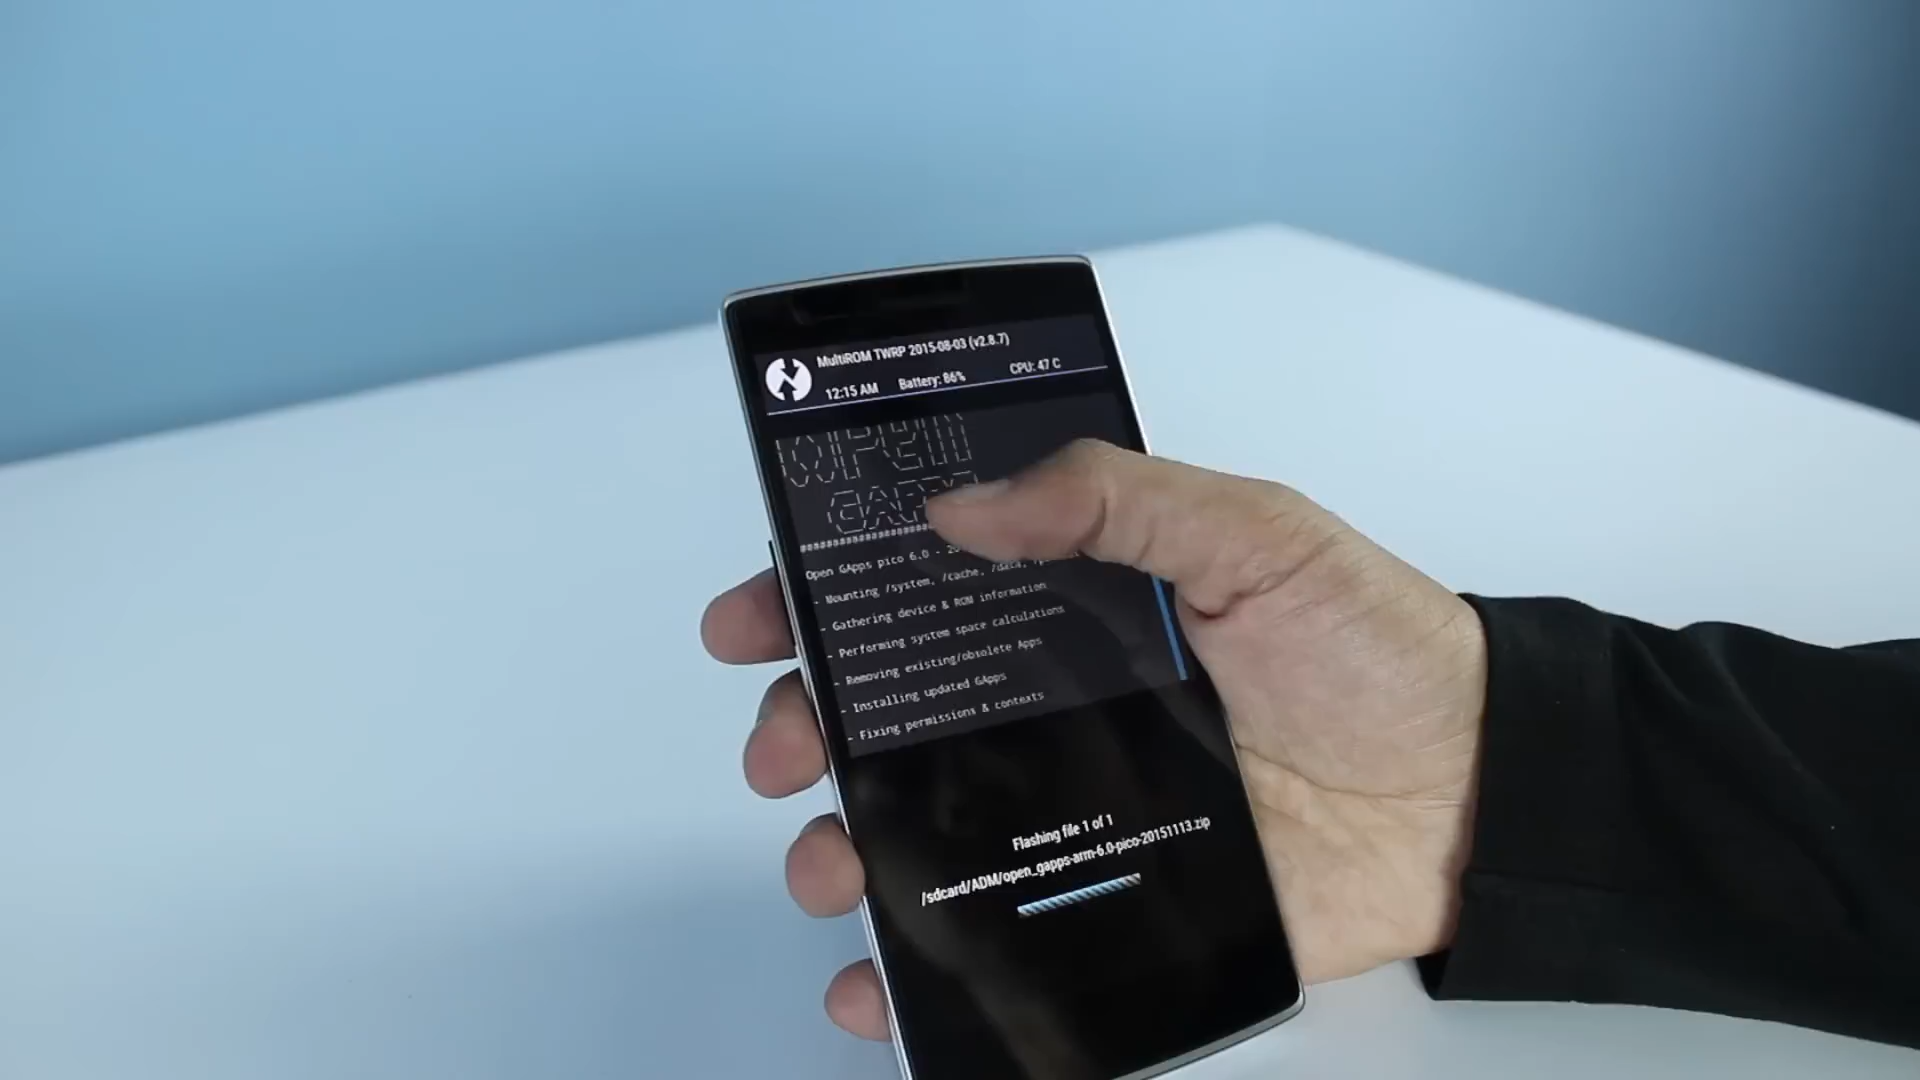 MultiROM TWRP 2015-08-03 (v2.8.7)
12:15 AM Battery: 86% CPU: 47 C
OPEN
GAPPS
Open GApps pico 6.0 -
- Mounting /system, /cache, /data,
- Gathering device & ROM information
- Performing system space calculations
- Removing existing/obsolete Apps
- Installing updated GApps
- Fixing permissions & contexts
Flashing file 1 of 1
/sdcard/ADM/open_gapps-arm-6.0-pico-20151113.zip